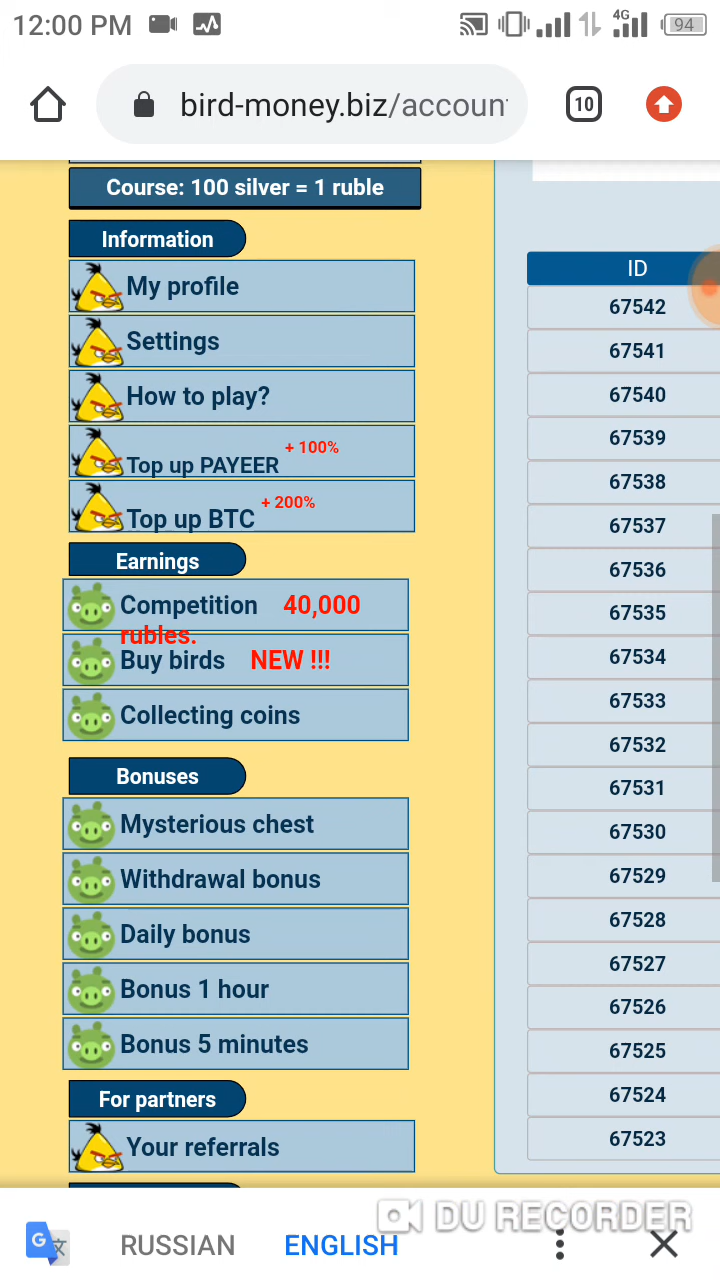 12:00 PM
4G
94
bird-money.biz/accoun
10
Course: 100 silver = 1 ruble
Information
My profile
Settings
How to play?
Top up PAYEER + 100%
Top up BTC + 200%
Earnings
Competition 40,000
rubles.
Buy birds NEW !!!
Collecting coins
Bonuses
Mysterious chest
Withdrawal bonus
Daily bonus
Bonus 1 hour
Bonus 5 minutes
For partners
Your referrals
ID
67542
67541
67540
67539
67538
67537
67536
67535
67534
67533
67532
67531
67530
67529
67528
67527
67526
67525
67524
67523
DU RECORDER
G 文
RUSSIAN
ENGLISH